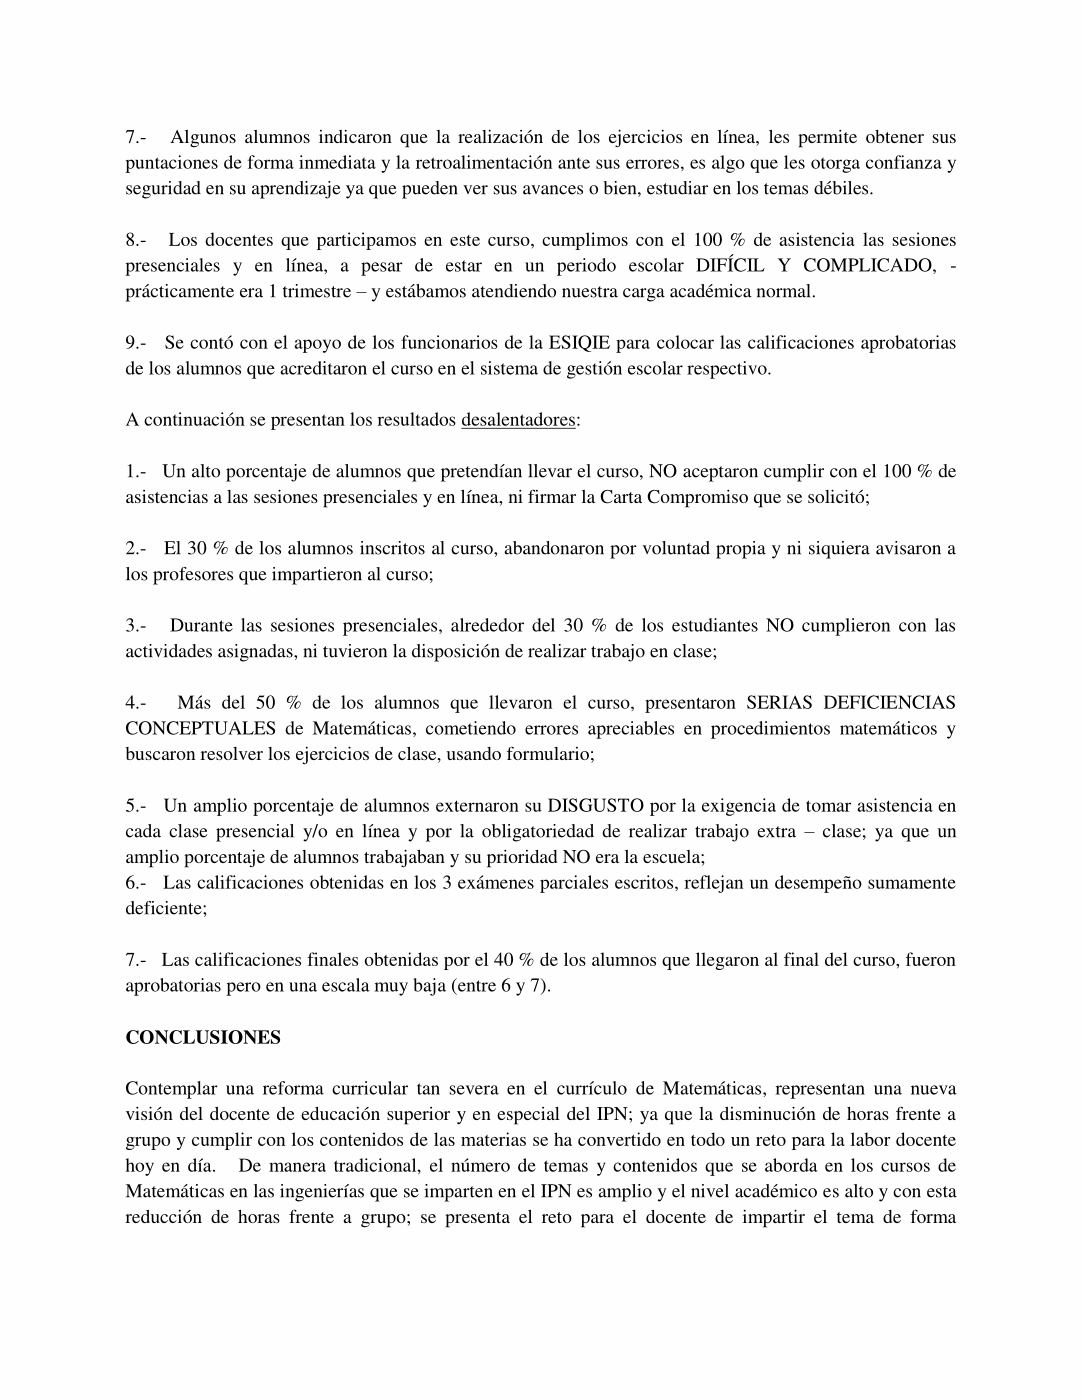 7.- Algunos alumnos indicaron que la realización de los ejercicios en línea, les permite obtener sus
puntaciones de forma inmediata y la retroalimentación ante sus errores, es algo que les otorga confianza y
seguridad en su aprendizaje ya que pueden ver sus avances o bien, estudiar en los temas débiles.
8.- Los docentes que participamos en este curso, cumplimos con el 100 % de asistencia las sesiones
presenciales y en línea, a pesar de estar en un periodo escolar DIFÍCIL Y COMPLICADO, -
prácticamente era 1 trimestre – y estábamos atendiendo nuestra carga académica normal.
9.- Se contó con el apoyo de los funcionarios de la ESIQIE para colocar las calificaciones aprobatorias
de los alumnos que acreditaron el curso en el sistema de gestión escolar respectivo.
A continuación se presentan los resultados desalentadores:
1.- Un alto porcentaje de alumnos que pretendían llevar el curso, NO aceptaron cumplir con el 100 % de
asistencias a las sesiones presenciales y en línea, ni firmar la Carta Compromiso que se solicitó;
2.- El 30 % de los alumnos inscritos al curso, abandonaron por voluntad propia y ni siquiera avisaron a
los profesores que impartieron al curso;
3.- Durante las sesiones presenciales, alrededor del 30 % de los estudiantes NO cumplieron con las
actividades asignadas, ni tuvieron la disposición de realizar trabajo en clase;
4.- Más del 50 % de los alumnos que llevaron el curso, presentaron SERIAS DEFICIENCIAS
CONCEPTUALES de Matemáticas, cometiendo errores apreciables en procedimientos matemáticos y
buscaron resolver los ejercicios de clase, usando formulario;
5.- Un amplio porcentaje de alumnos externaron su DISGUSTO por la exigencia de tomar asistencia en
cada clase presencial y/o en línea y por la obligatoriedad de realizar trabajo extra – clase; ya que un
amplio porcentaje de alumnos trabajaban y su prioridad NO era la escuela;
6.- Las calificaciones obtenidas en los 3 exámenes parciales escritos, reflejan un desempeño sumamente
deficiente;
7.- Las calificaciones finales obtenidas por el 40 % de los alumnos que llegaron al final del curso, fueron
aprobatorias pero en una escala muy baja (entre 6 y 7).
CONCLUSIONES
Contemplar una reforma curricular tan severa en el currículo de Matemáticas, representan una nueva
visión del docente de educación superior y en especial del IPN; ya que la disminución de horas frente a
grupo y cumplir con los contenidos de las materias se ha convertido en todo un reto para la labor docente
hoy en día. De manera tradicional, el número de temas y contenidos que se aborda en los cursos de
Matemáticas en las ingenierías que se imparten en el IPN es amplio y el nivel académico es alto y con esta
reducción de horas frente a grupo; se presenta el reto para el docente de impartir el tema de forma